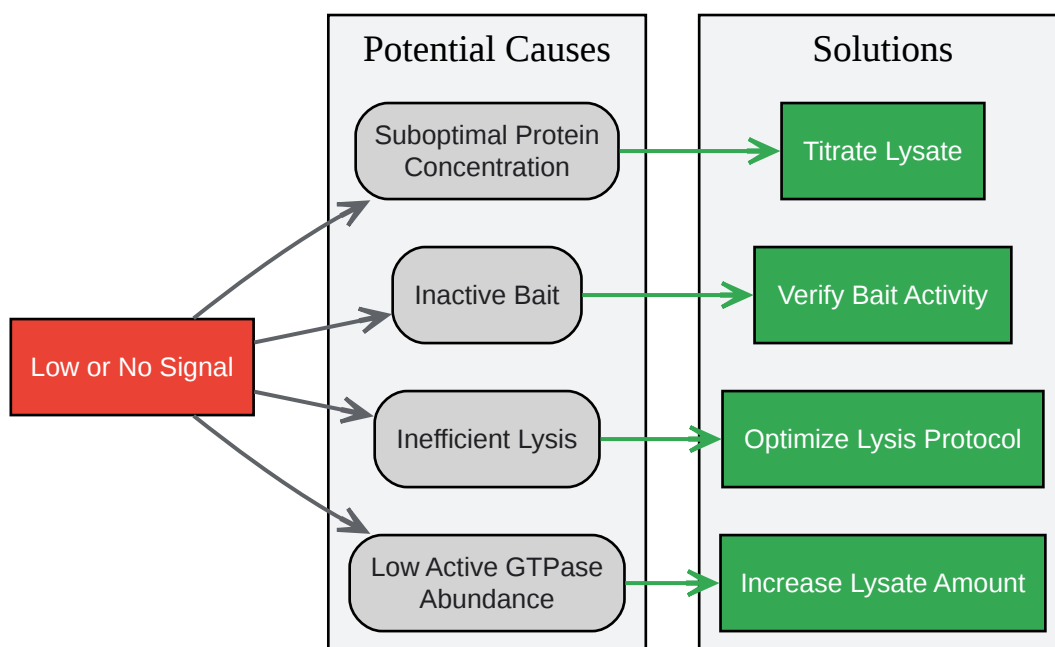 Potential Causes
Solutions
Suboptimal Protein
Concentration
Titrate Lysate
Inactive Bait
Verify Bait Activity
Low or No Signal
Inefficient Lysis
Optimize Lysis Protocol
Low Active GTPase
Abundance
Increase Lysate Amount